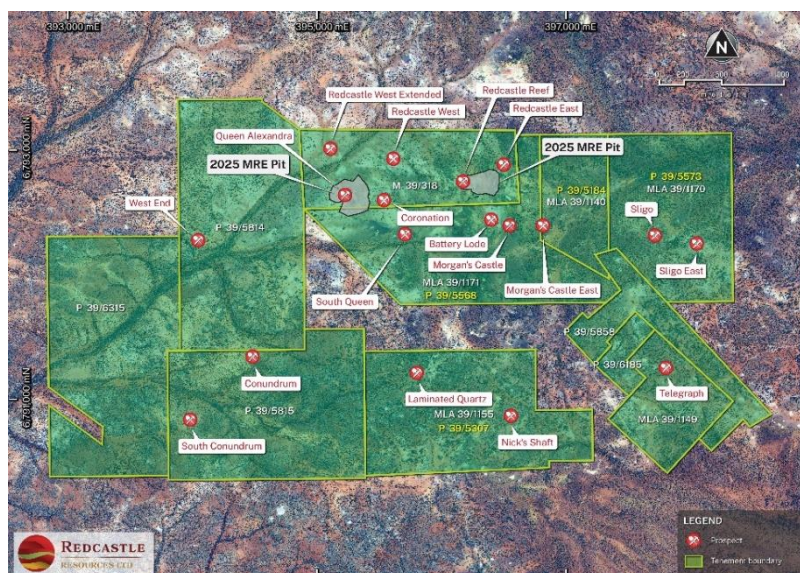 393,000 mE
395,000 mE
397,000 mE
N
6,793,000 mN
6,791,000 mN
Redcastle West Extended
Redcastle West
Redcastle Reef
Redcastle East
Queen Alexandra
2025 MRE Pit
2025 MRE Pit
M 39/318
P 39/5184
MLA 39/1140
P 39/5573
MLA 39/1170
West End
P 39/5814
Coronation
Battery Lode
Sligo
Morgan's Castle
Sligo East
South Queen
MLA 39/1171
P 39/5568
Morgan's Castle East
P 39/6315
P 39/5858
P 39/6195
Conundrum
Laminated Quartz
Telegraph
P 39/5815
MLA 39/1155
P 39/5307
MLA 39/1149
South Conundrum
Nick's Shaft
REDCASTLE
RESOURCES LTD
LEGEND
Prospect
Tenement boundary